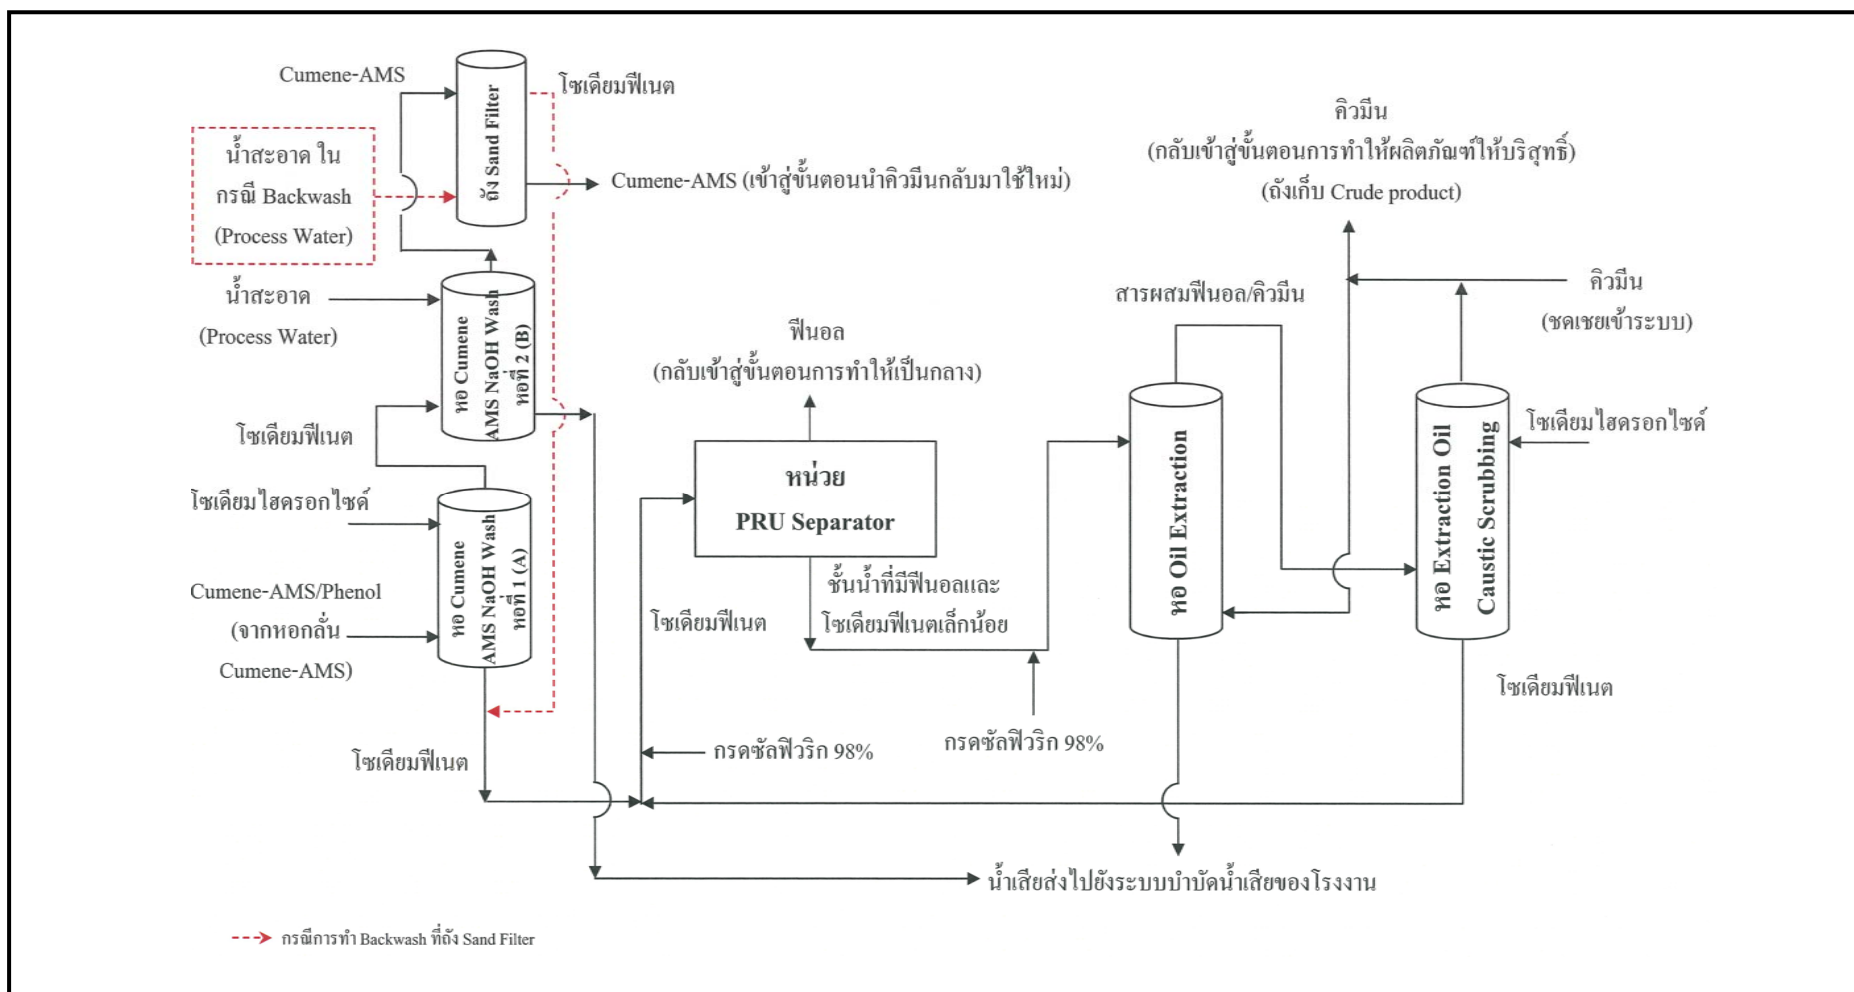 Cumene-AMS
ถัง Sand Filter
โซเดียมฟีเนต
น้ำสะอาด ใน
กรณี Backwash
(Process Water)
Cumene-AMS (เข้าสู่ขั้นตอนนำคิวมีนกลับมาใช้ใหม่)
คิวมีน
(กลับเข้าสู่ขั้นตอนการทำให้ผลิตภัณฑ์ให้บริสุทธิ์)
(ถังเก็บ Crude product)
น้ำสะอาด
(Process Water)
หอ Cumene
AMS NaOH Wash
หอที่ 2 (B)
สารผสมฟีนอล/คิวมีน
คิวมีน
(ชดเชยเข้าระบบ)
ฟีนอล
(กลับเข้าสู่ขั้นตอนการทำให้เป็นกลาง)
โซเดียมฟีเนต
โซเดียมไฮดรอกไซด์
หอ Cumene
AMS NaOH Wash
หอที่ 1 (A)
Cumene-AMS/Phenol
(จากหอกลั่น
Cumene-AMS)
หน่วย
PRU Separator
หอ Oil Extraction
หอ Extraction Oil
Caustic Scrubbing
โซเดียมไฮดรอกไซด์
โซเดียมฟีเนต
ชั้นน้ำที่มีฟีนอลและ
โซเดียมฟีเนตเล็กน้อย
โซเดียมฟีเนต
โซเดียมฟีเนต
กรดซัลฟิวริก 98%
กรดซัลฟิวริก 98%
น้ำเสียส่งไปยังระบบบำบัดน้ำเสียของโรงงาน
กรณีการทำ Backwash ที่ถัง Sand Filter